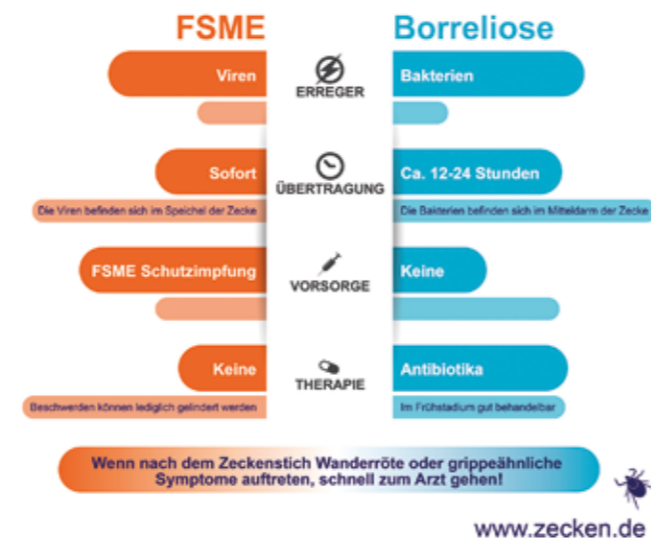 FSME Borreliose
Viren ERREGER Bakterien
Sofort ÜBERTRAGUNG Ca. 12-24 Stunden
Die Viren befinden sich im Speichel der Zecke Die Bakterien befinden sich im Mitteldarm der Zecke
FSME Schutzimpfung VORSORGE Keine
Keine THERAPIE Antibiotika
Beschwerden können lediglich gelindert werden Im Frühstadium gut behandelbar
Wenn nach dem Zeckenstich Wanderröte oder grippeähnliche
Symptome auftreten, schnell zum Arzt gehen!
www.zecken.de